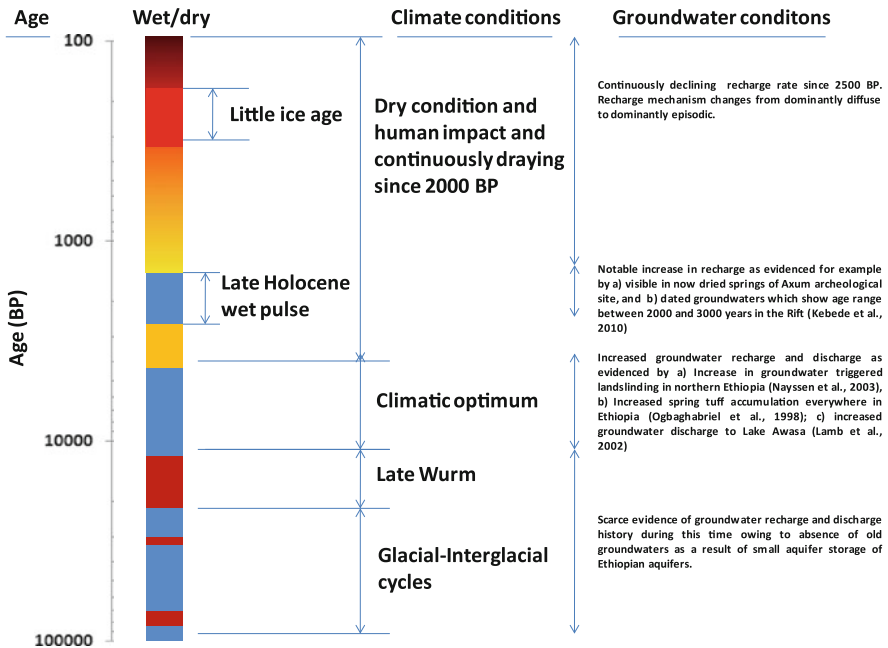 Age
Wet/dry
Climate conditions
Groundwater conditons
100
1000
10000
100000
Age (BP)
Little ice age
Late Holocene
wet pulse
Dry condition and
human impact and
continuously draying
since 2000 BP
Climatic optimum
Late Wurm
Glacial-Interglacial
cycles
Continuously declining recharge rate since 2500 BP.
Recharge mechanism changes from dominantly diffuse
to dominantly episodic.
Notable increase in recharge as evidenced for example
by a) visible in now dried springs of Axum archeological
site, and b) dated groundwaters which show age range
between 2000 and 3000 years in the Rift (Kebede et al.,
2010)
Increased groundwater recharge and discharge as
evidenced by a) Increase in groundwater triggered
landslinding in northern Ethiopia (Nayssen et al., 2003),
b) Increased spring tuff accumulation everywhere in
Ethiopia (Ogbaghabriel et al., 1998); c) increased
groundwater discharge to Lake Awasa (Lamb et al.,
2002)
Scarce evidence of groundwater recharge and discharge
history during this time owing to absence of old
groundwaters as a result of small aquifer storage of
Ethiopian aquifers.